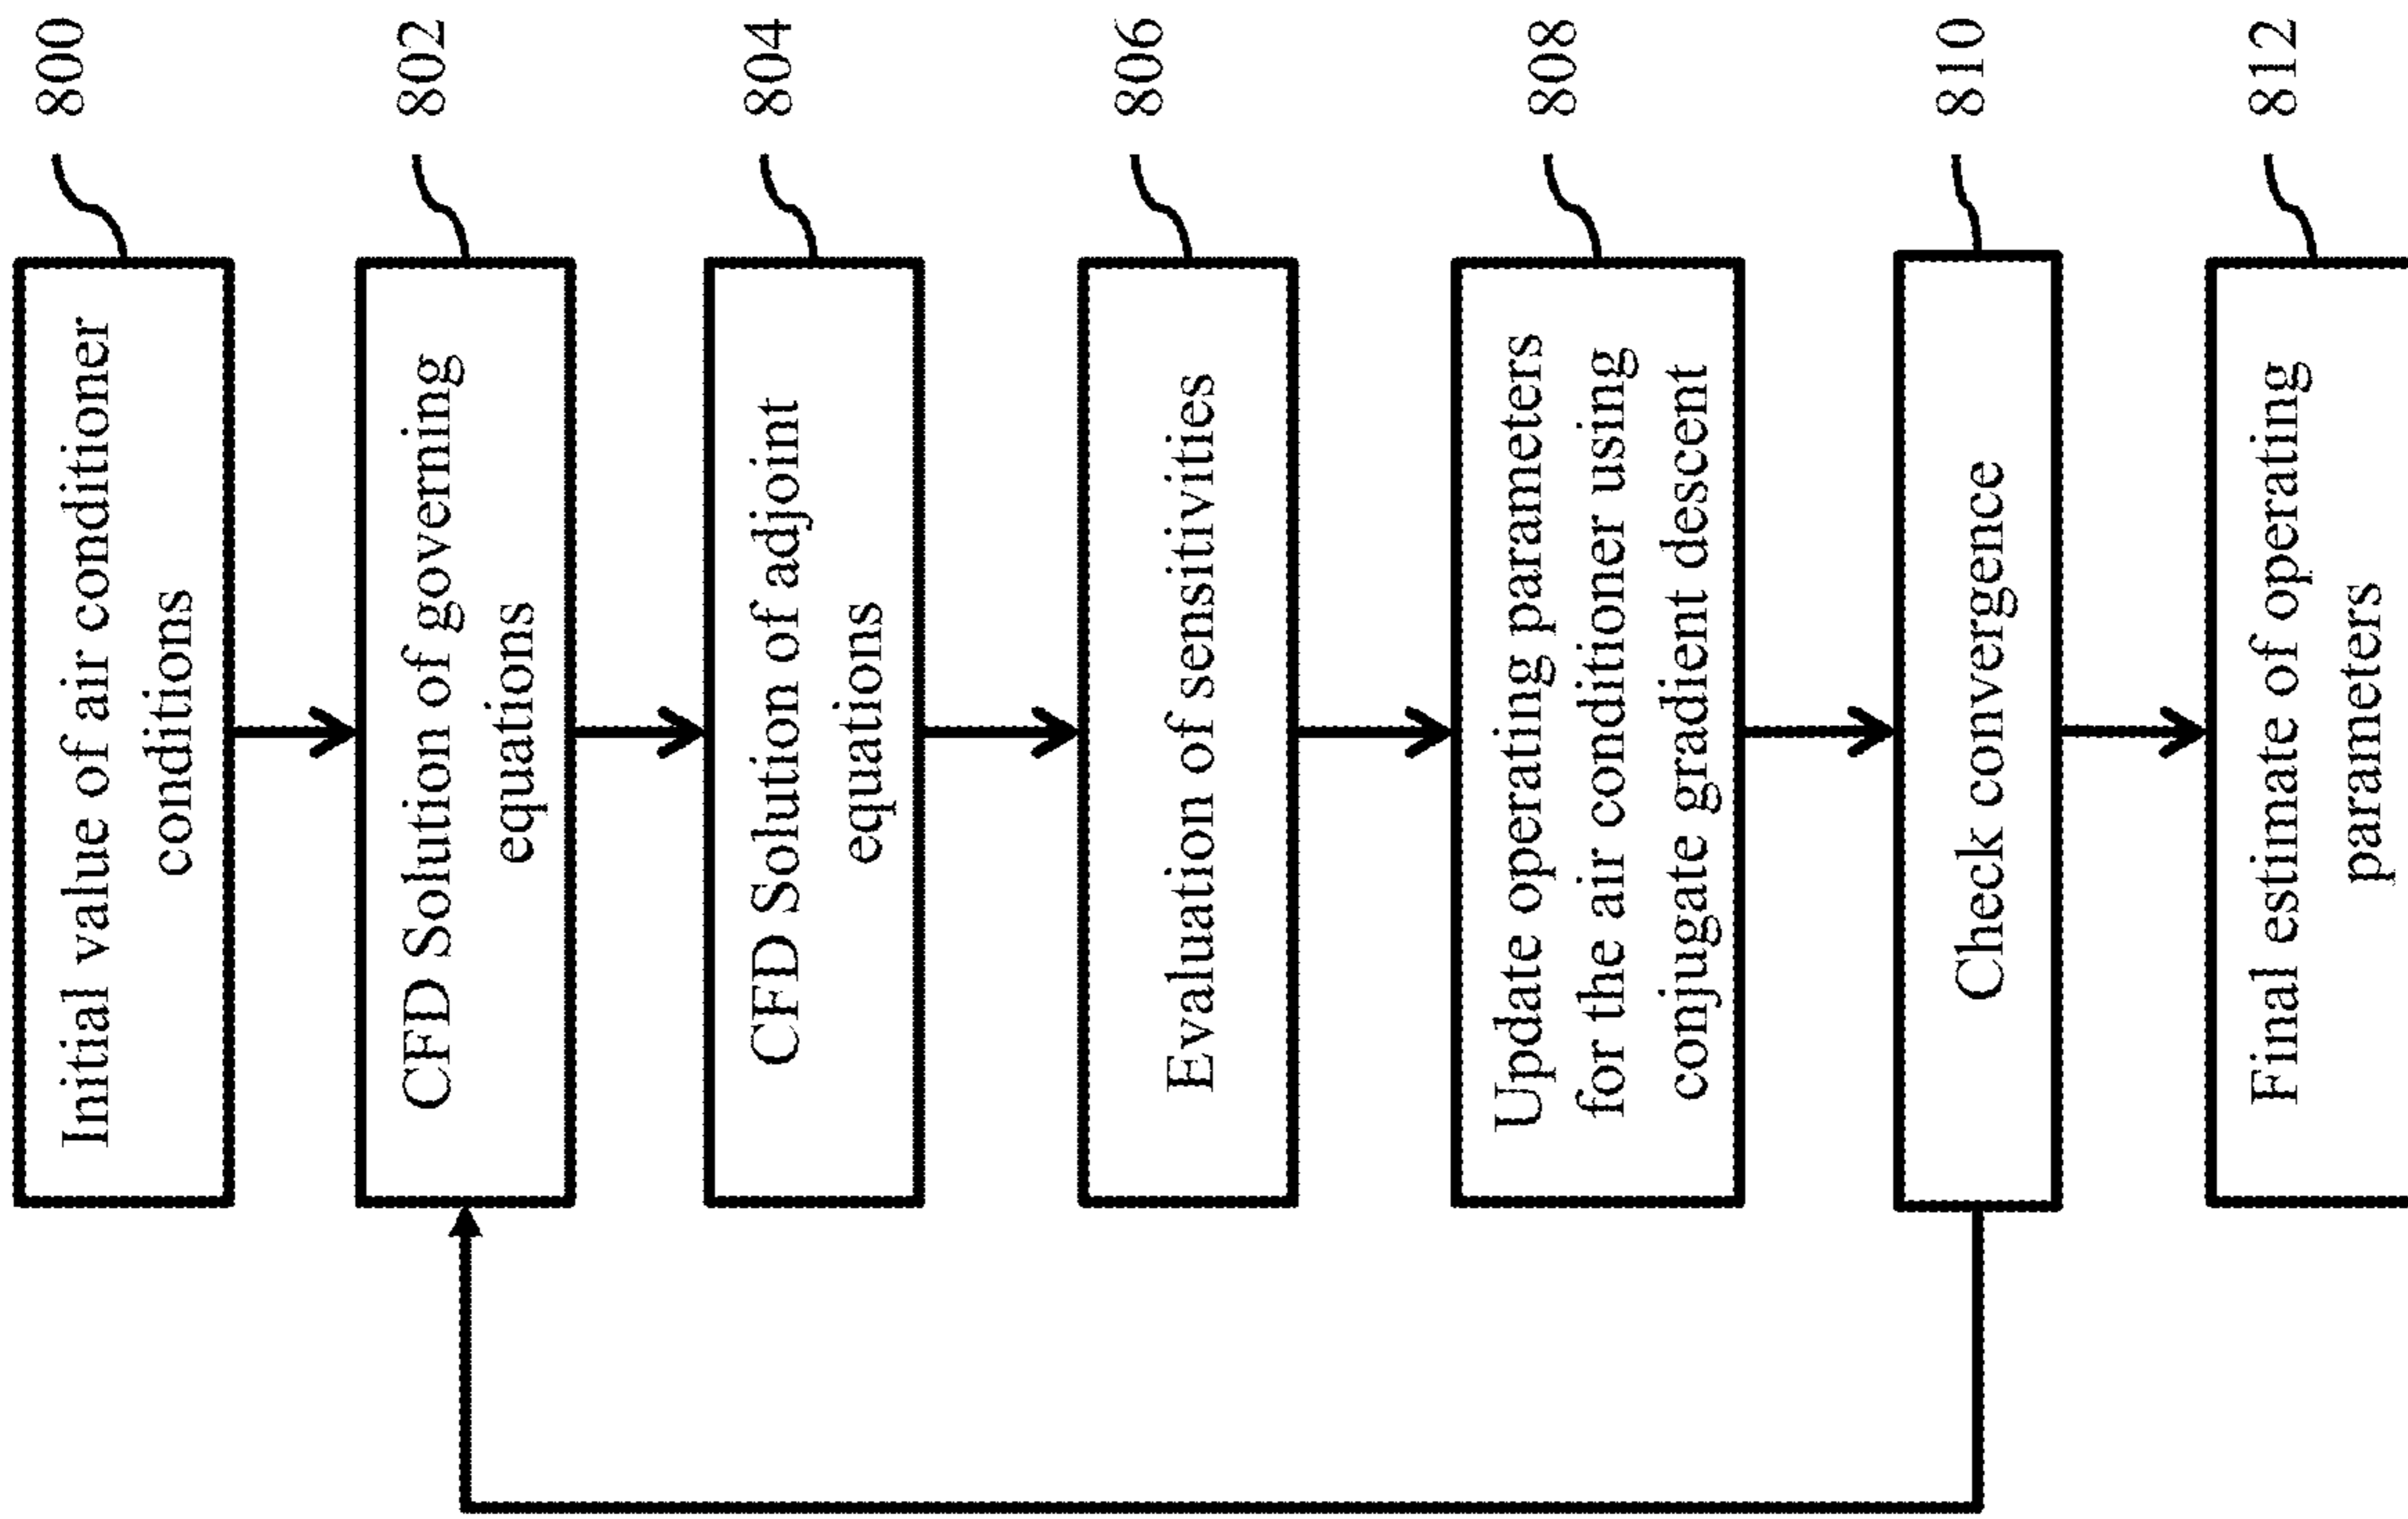 Initial value of air conditioner
conditions
800
CFD Solution of governing
equations
802
CFD Solution of adjoint
equations
804
Evaluation of sensitivities
806
Update operating parameters
for the air conditioner using
conjugate gradient descent
808
Check convergence
810
Final estimate of operating
parameters
812